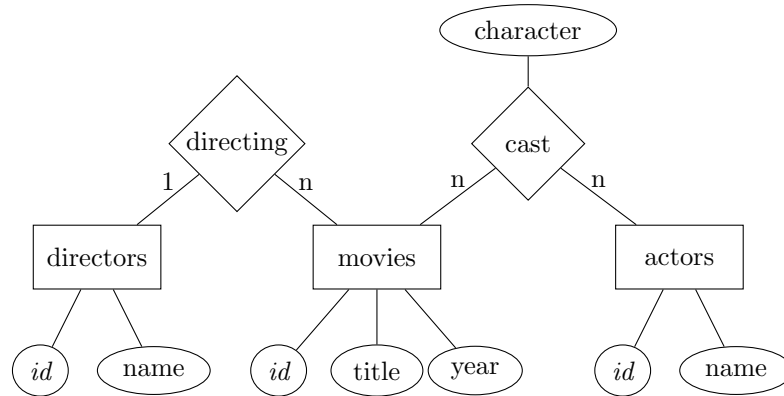 character
directing
cast
1
n
n
n
directors
movies
actors
id
name
id
title
year
id
name